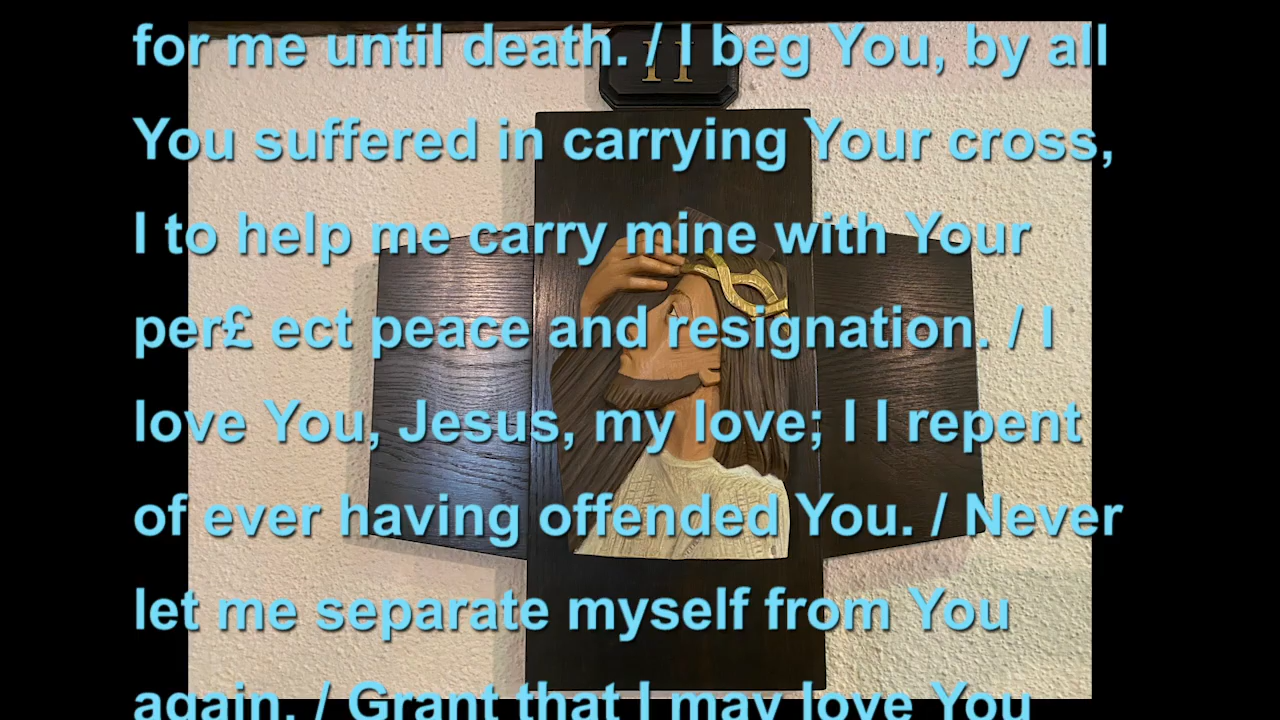 II
for me until death. / I beg You, by all
You suffered in carrying Your cross,
I to help me carry mine with Your
per£ ect peace and resignation. / I
love You, Jesus, my love; I I repent
of ever having offended You. / Never
let me separate myself from You
again. / Grant that I may love You